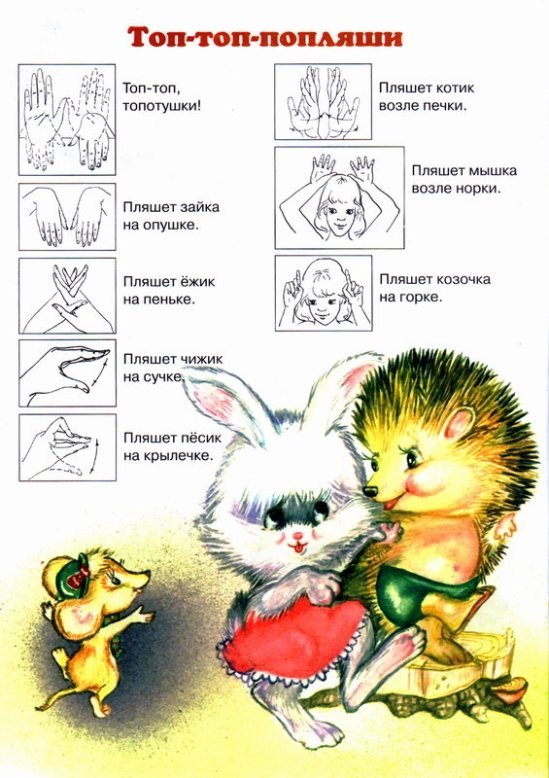 Топ-топ-попляши
Топ-топ,
топотушки!
Пляшет зайка
на опушке.
Пляшет ёжик
на пеньке.
Пляшет чижик
на сучке.
Пляшет пёсик
на крылечке.
Пляшет котик
возле печки.
Пляшет мышка
возле норки.
Пляшет козочка
на горке.